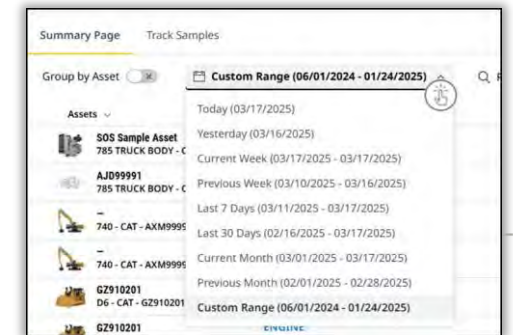 Summary Page Track Samples
Group by Asset Custom Range (06/01/2024 - 01/24/2025)
Assets
Today (03/17/2025)
Yesterday (03/16/2025)
Current Week (03/17/2025 - 03/17/2025)
Previous Week (03/10/2025 - 03/16/2025)
Last 7 Days (03/11/2025 - 03/17/2025)
Last 30 Days (02/16/2025 - 03/17/2025)
Current Month (03/01/2025 - 03/17/2025)
Previous Month (02/01/2025 - 02/28/2025)
Custom Range (06/01/2024 - 01/24/2025)
SOS Sample Asset
785 TRUCK BODY - C
AJD99991
785 TRUCK BODY - C
–
740 - CAT - AXM9999
–
740 - CAT - AXM9999
GZ910201
D6 - CAT - GZ910201
GZ910201
ENGINE